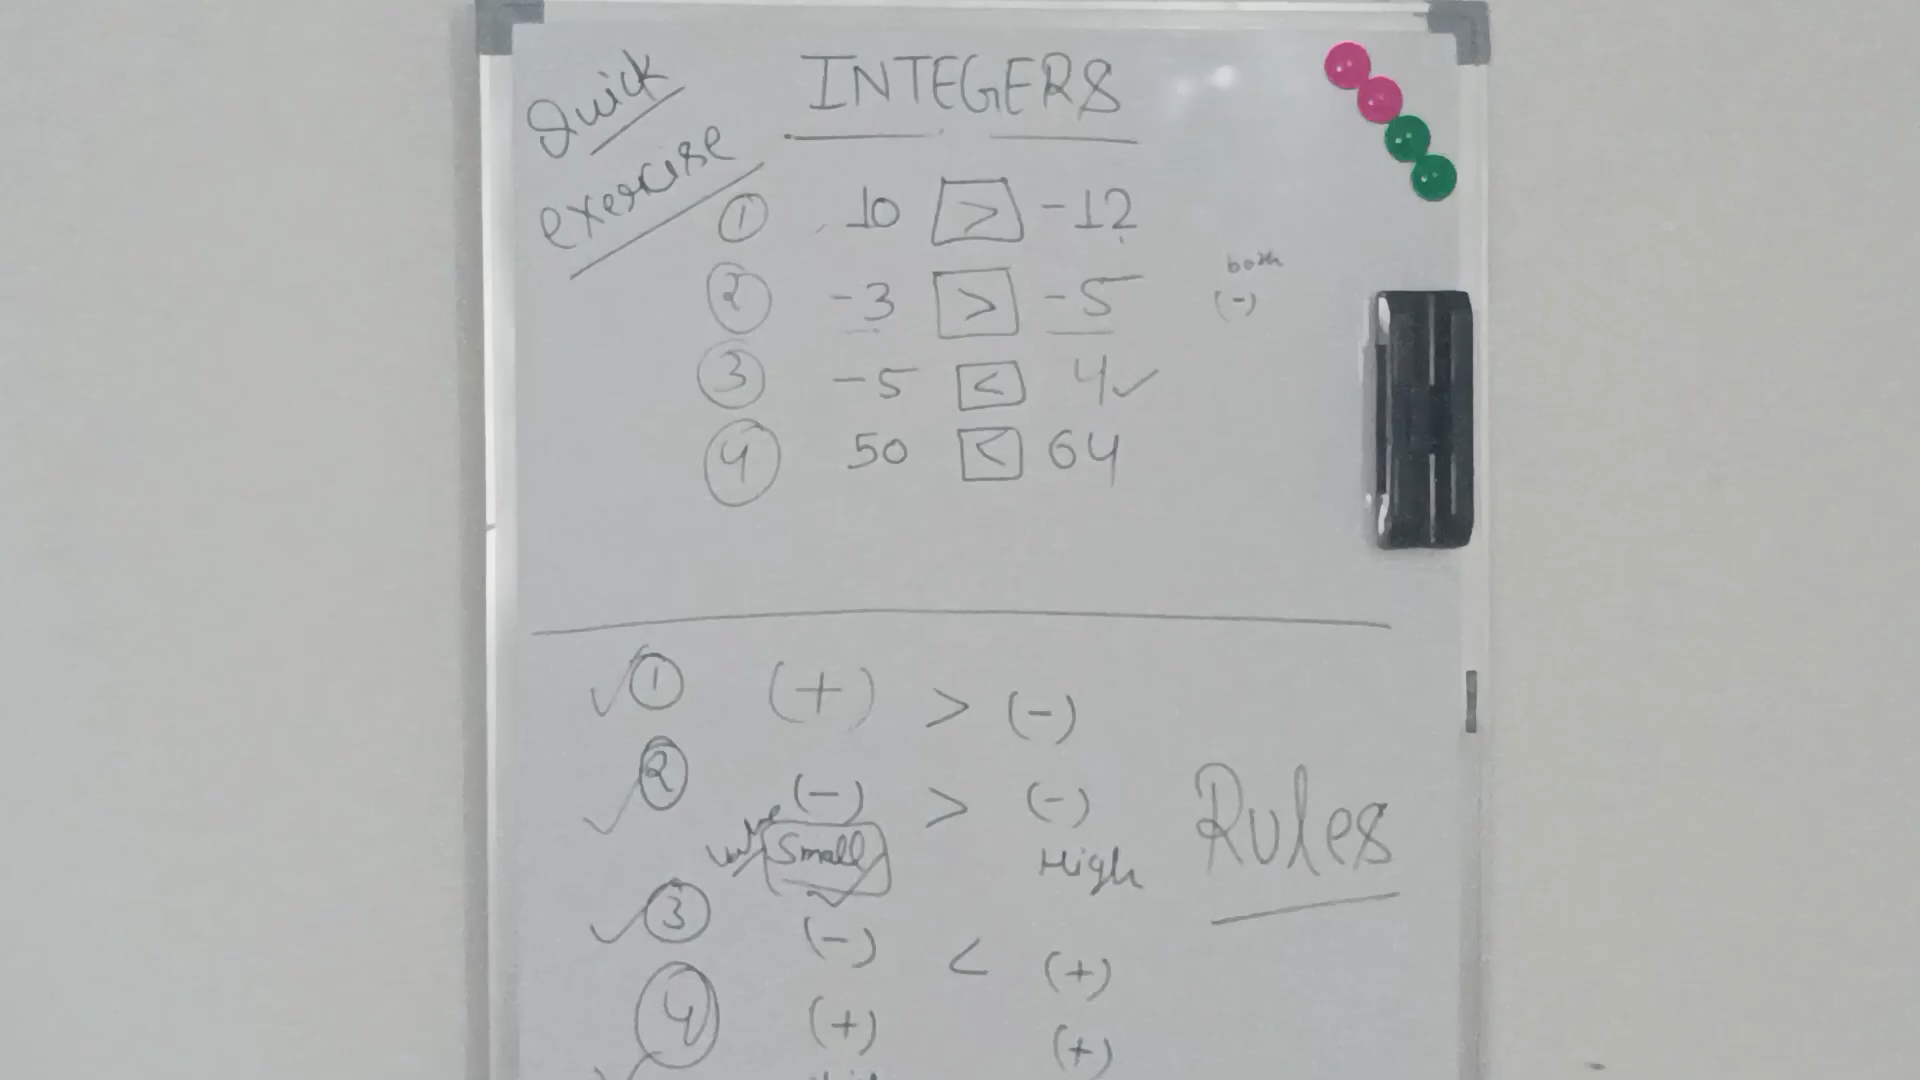 Quick
exercise
INTEGERS
① 10 > -12
② -3 > -5
both
(-)
③ -5 < 4 ✓
④ 50 < 64
✓ ① (+) > (-)
✓ ② (-) > (-)
Small High
Rules
✓ ③ (-) < (+)
④ (+) (+)